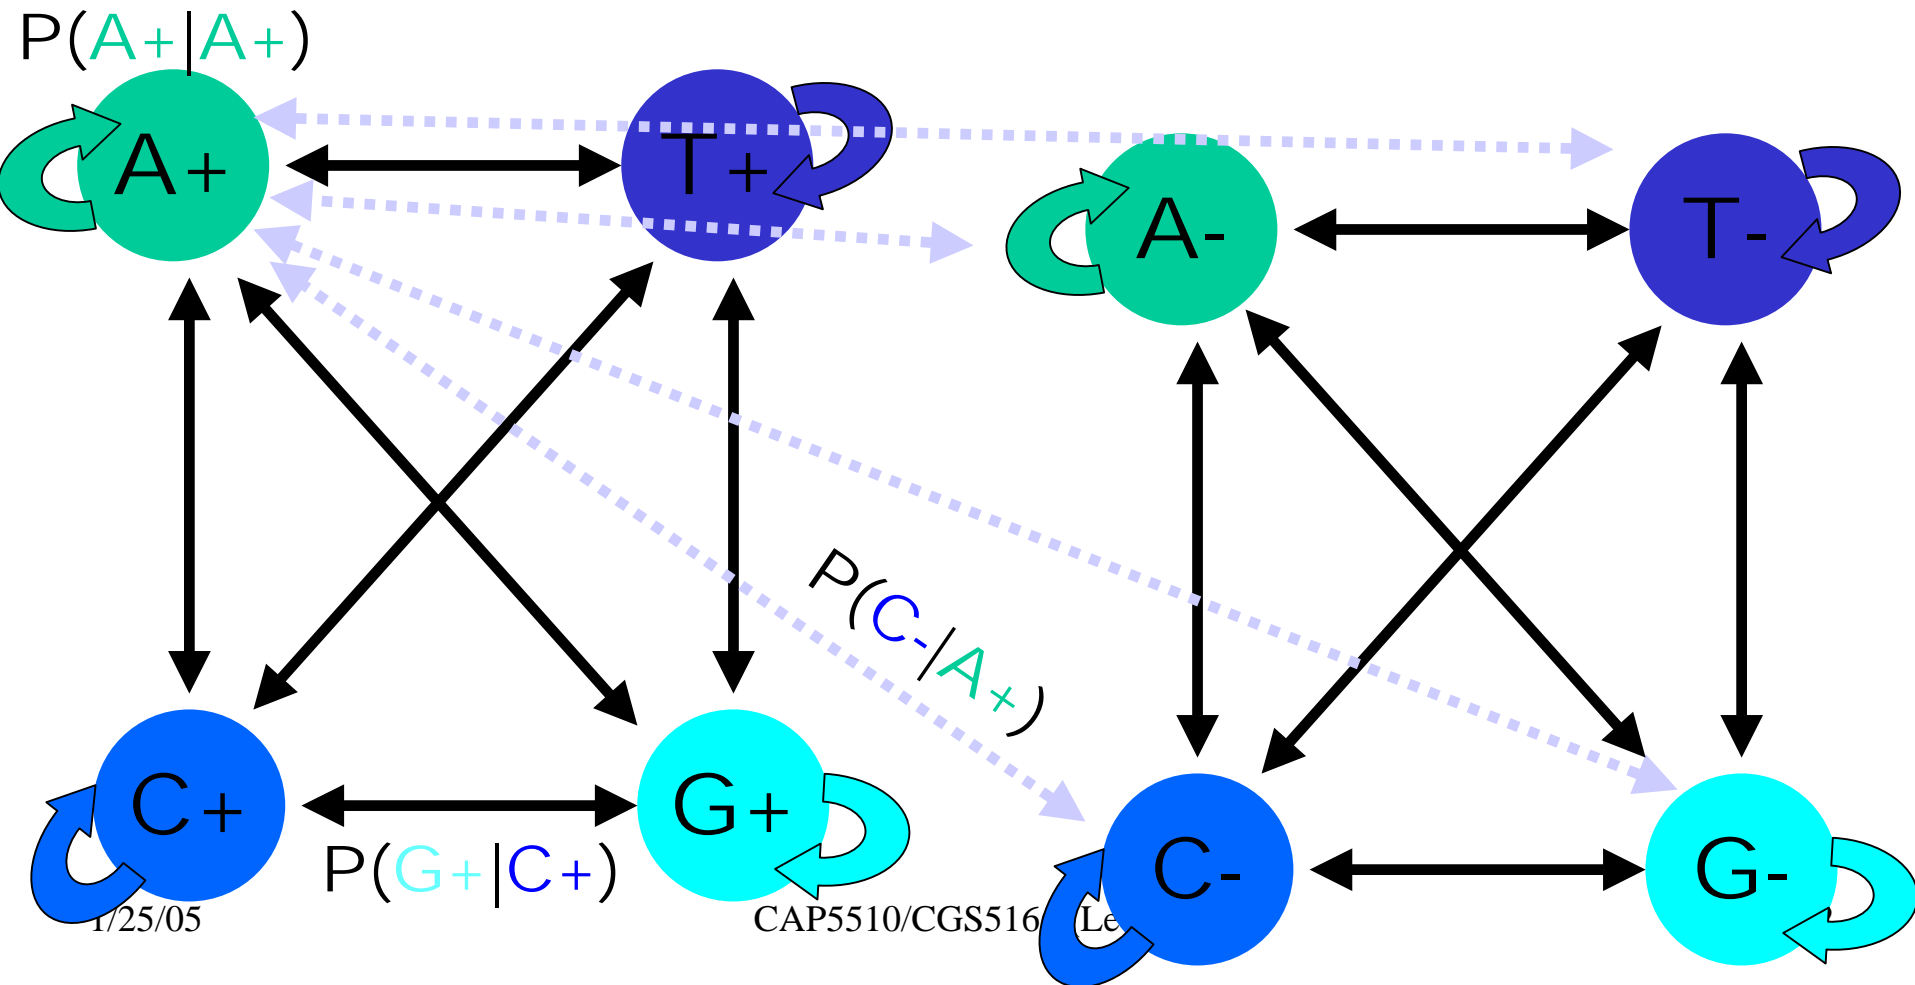 P(A+|A+)
A+
T+
A-
T-
P(C-|A+)
C+
G+
C-
G-
P(G+|C+)
1/25/05
CAP5510/CGS516